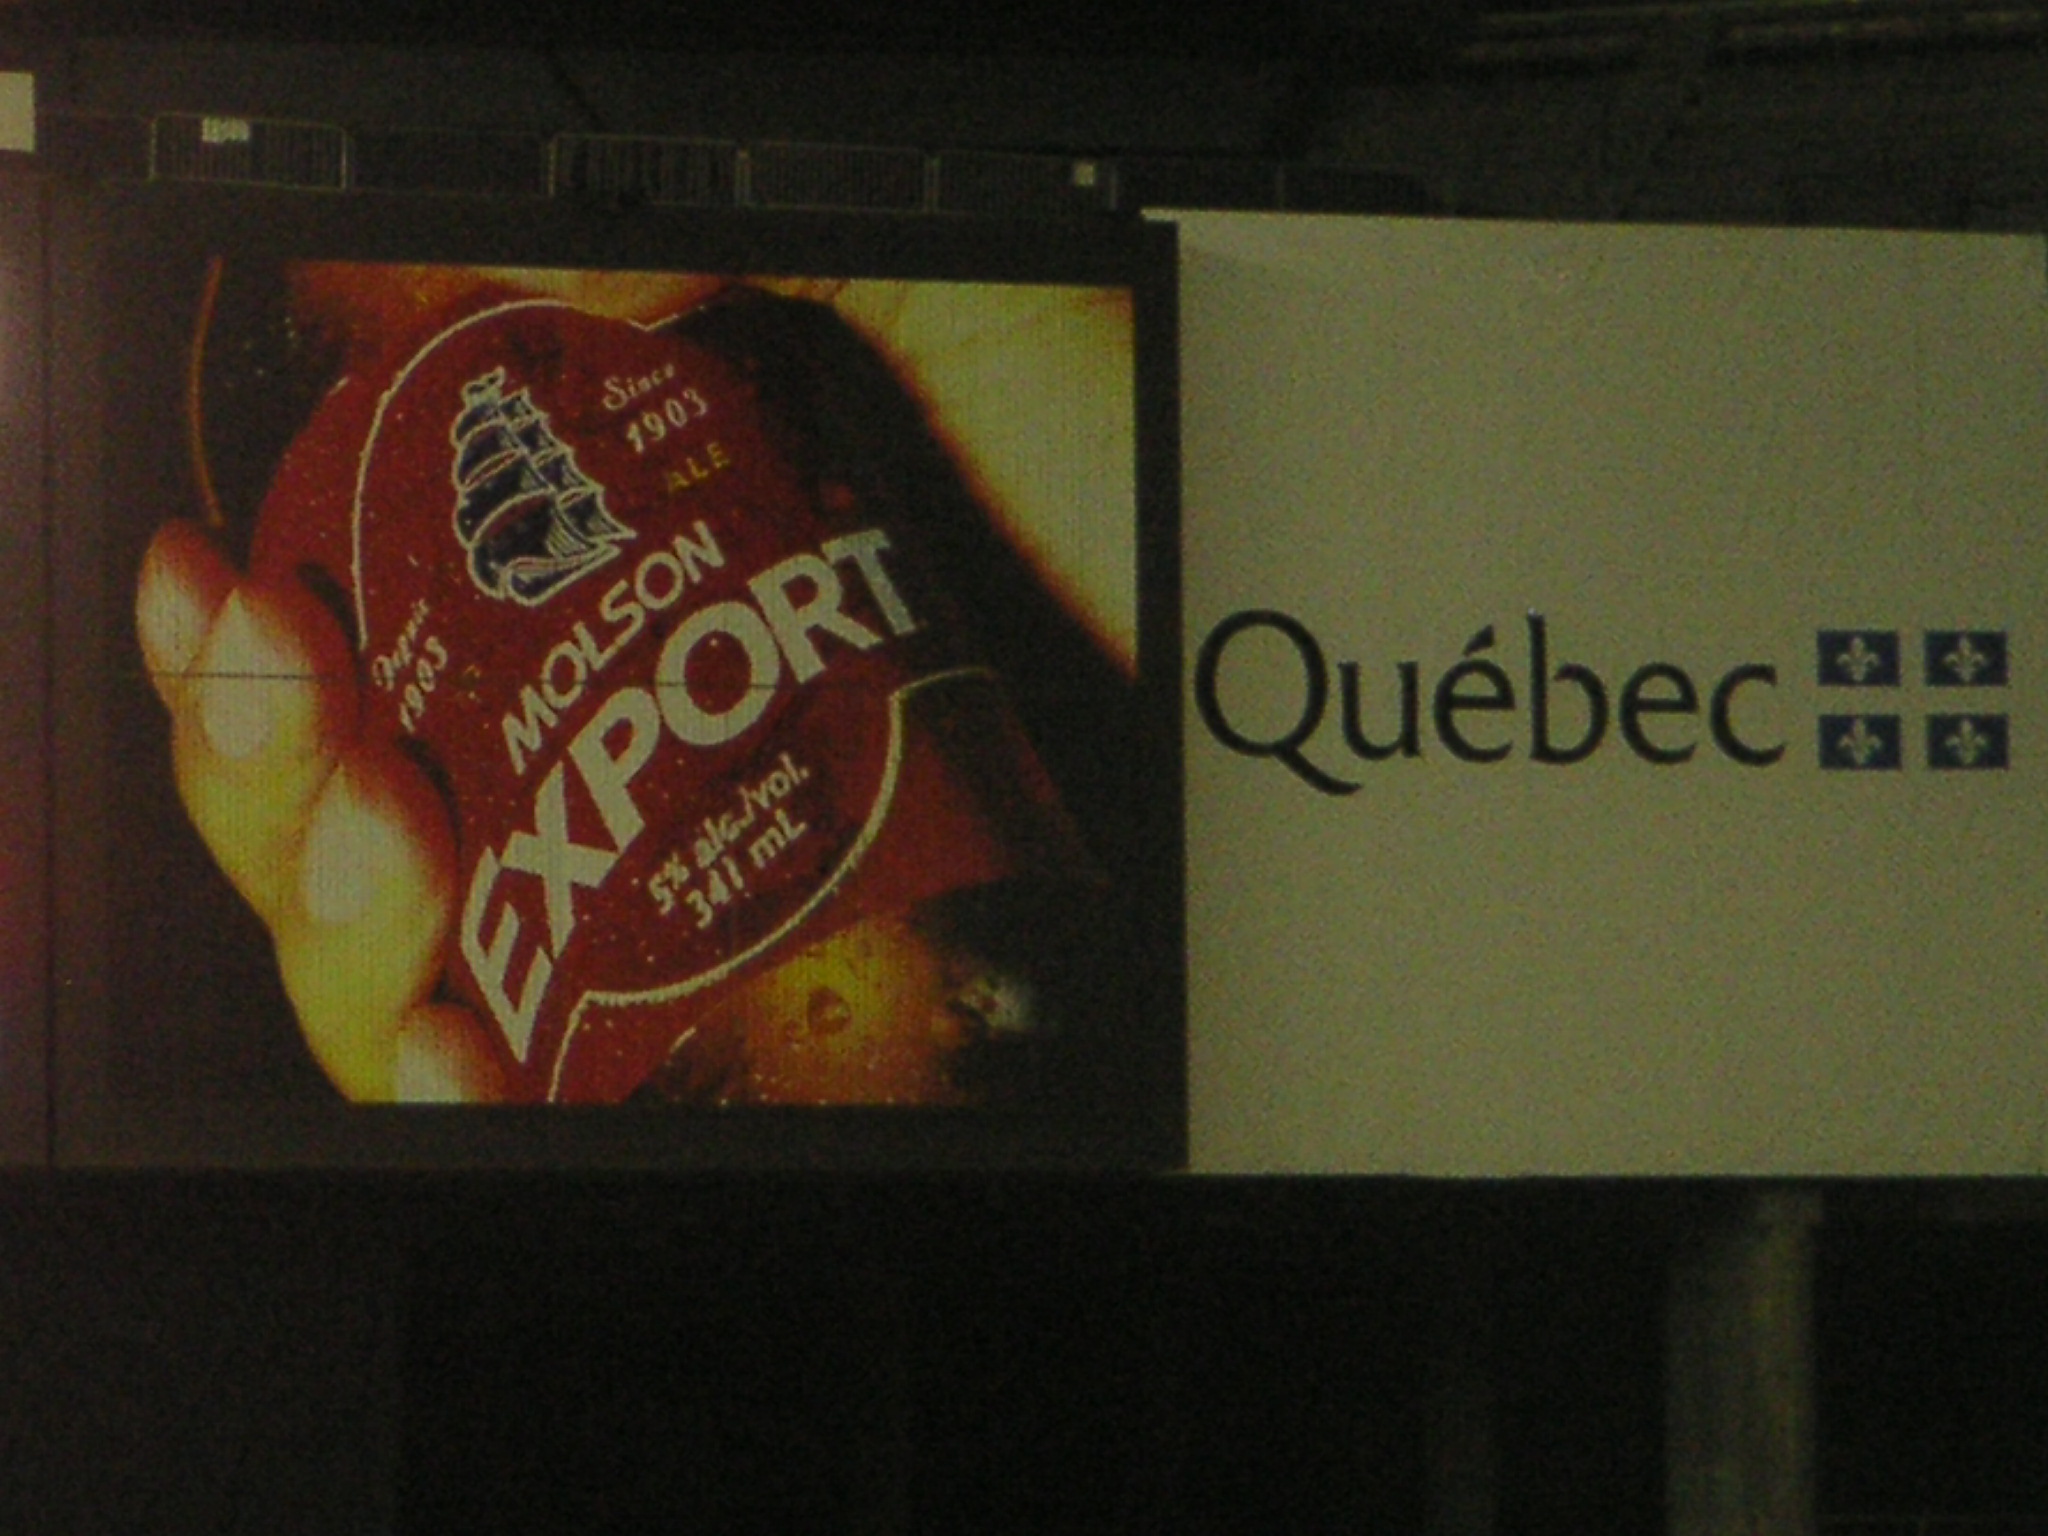 Since
1903
ALE
Depuis
1903
MOLSON
EXPORT
5% alc./vol.
341 mL
Québec